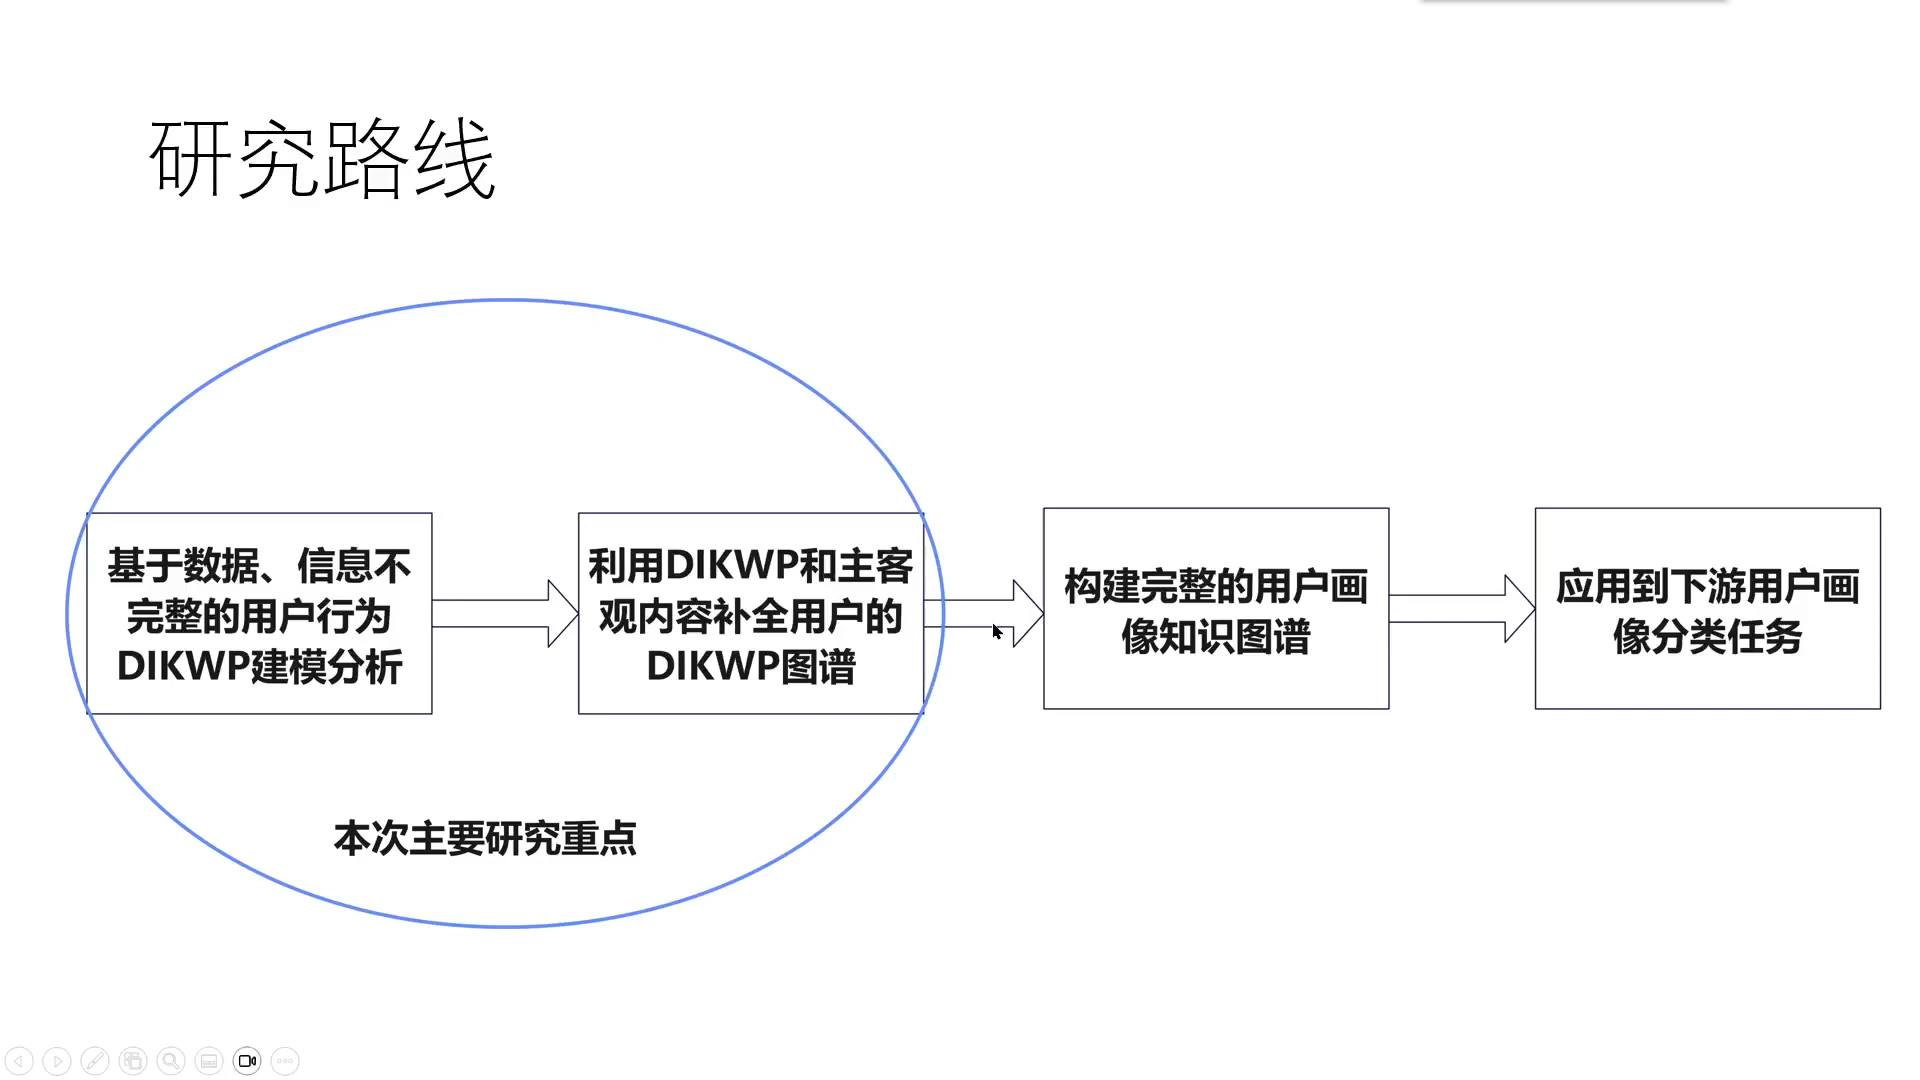 研究路线
基于数据、信息不
完整的用户行为
DIKWP建模分析
利用DIKWP和主客
观内容补全用户的
DIKWP图谱
构建完整的用户画
像知识图谱
应用到下游用户画
像分类任务
本次主要研究重点